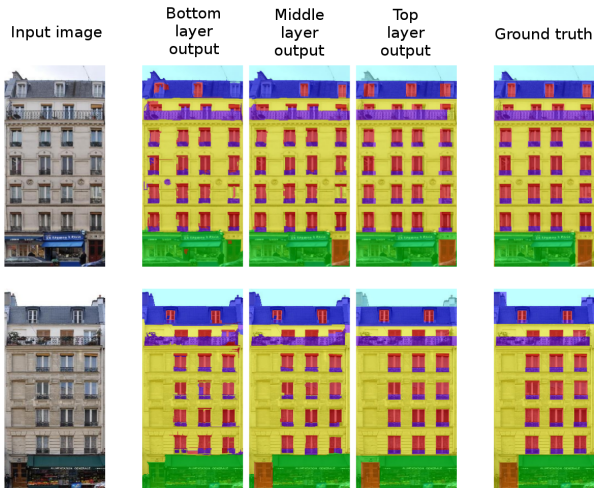 Input image
Bottom
layer
output
Middle
layer
output
Top
layer
output
Ground truth